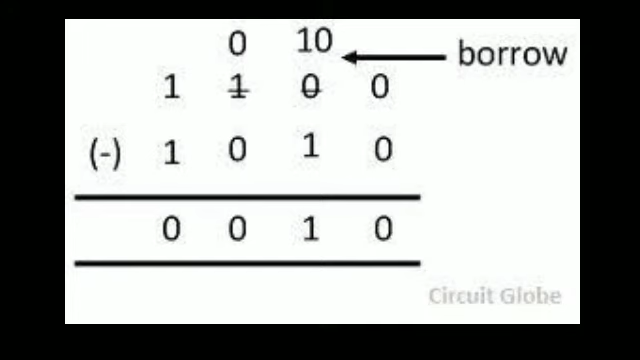 0 10 borrow
1 1 0 0
(-) 1 0 1 0
0 0 1 0
Circuit Globe